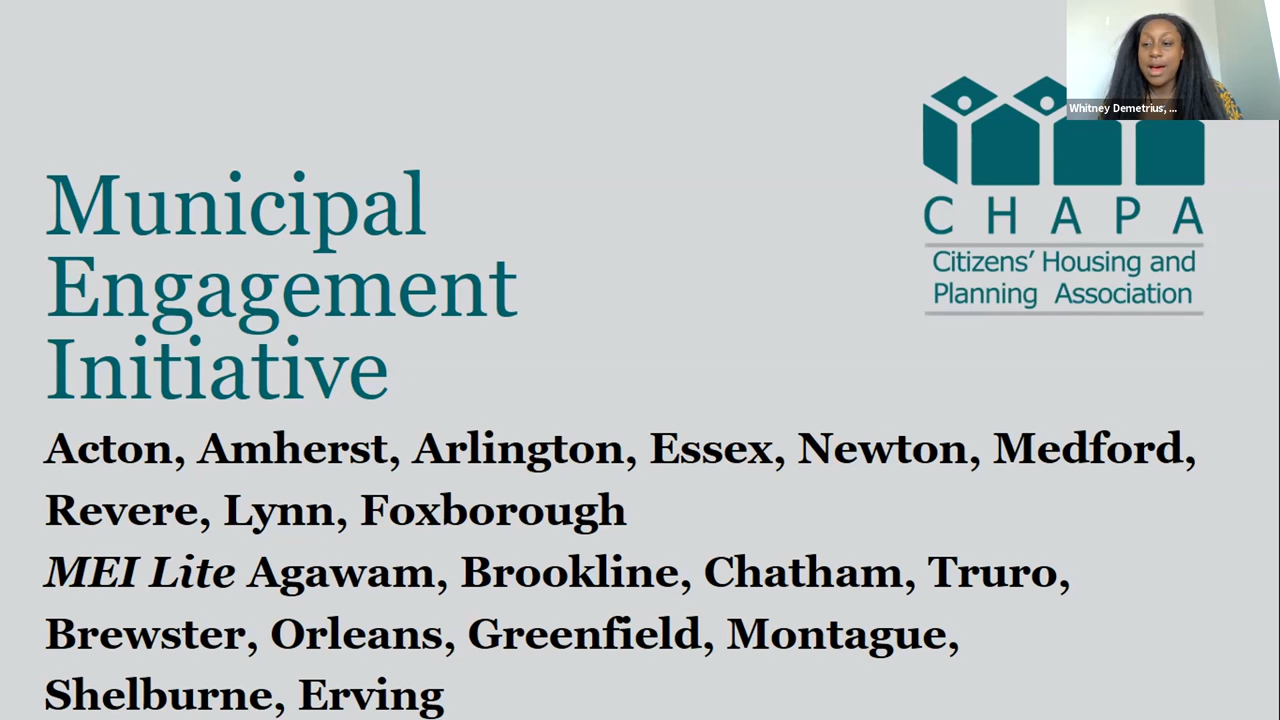 Whitney Demetrius, ...
Municipal
Engagement
Initiative
CHAPA
Citizens' Housing and
Planning Association
Acton, Amherst, Arlington, Essex, Newton, Medford,
Revere, Lynn, Foxborough
MEI Lite Agawam, Brookline, Chatham, Truro,
Brewster, Orleans, Greenfield, Montague,
Shelburne, Erving